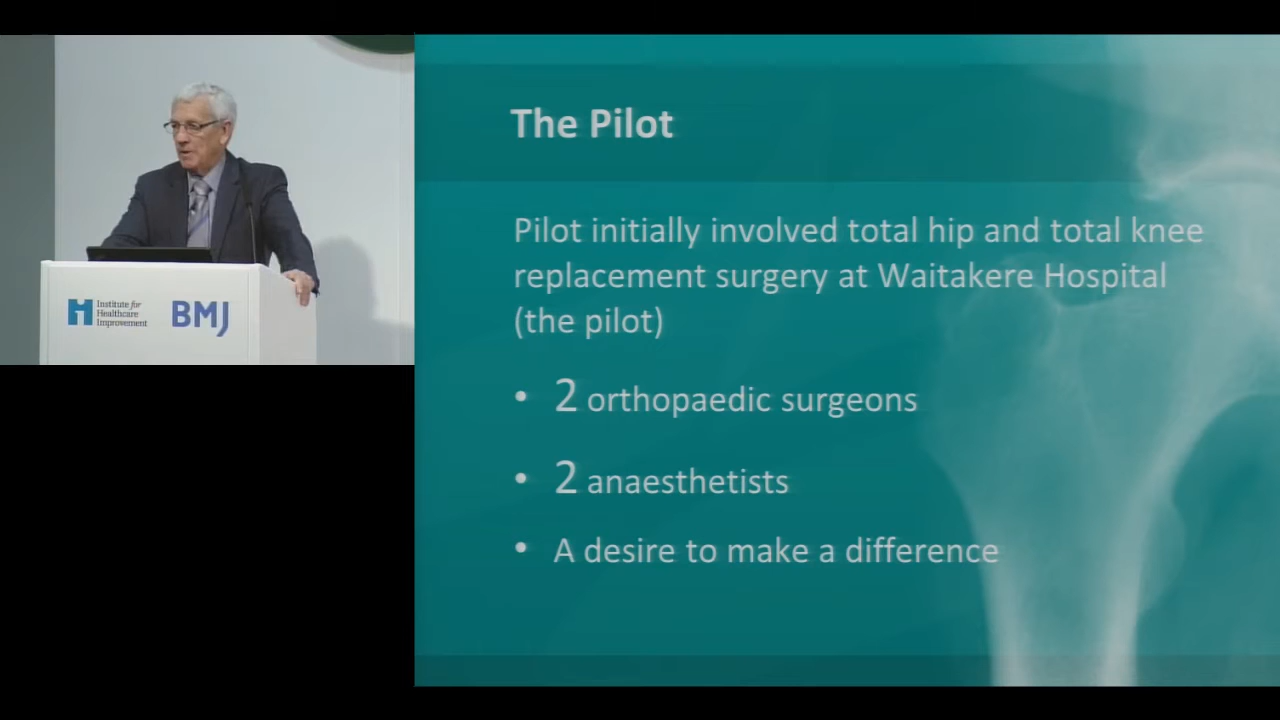 Institute for
Healthcare
Improvement
BMJ
The Pilot
Pilot initially involved total hip and total knee
replacement surgery at Waitakere Hospital
(the pilot)
• 2 orthopaedic surgeons
• 2 anaesthetists
• A desire to make a difference